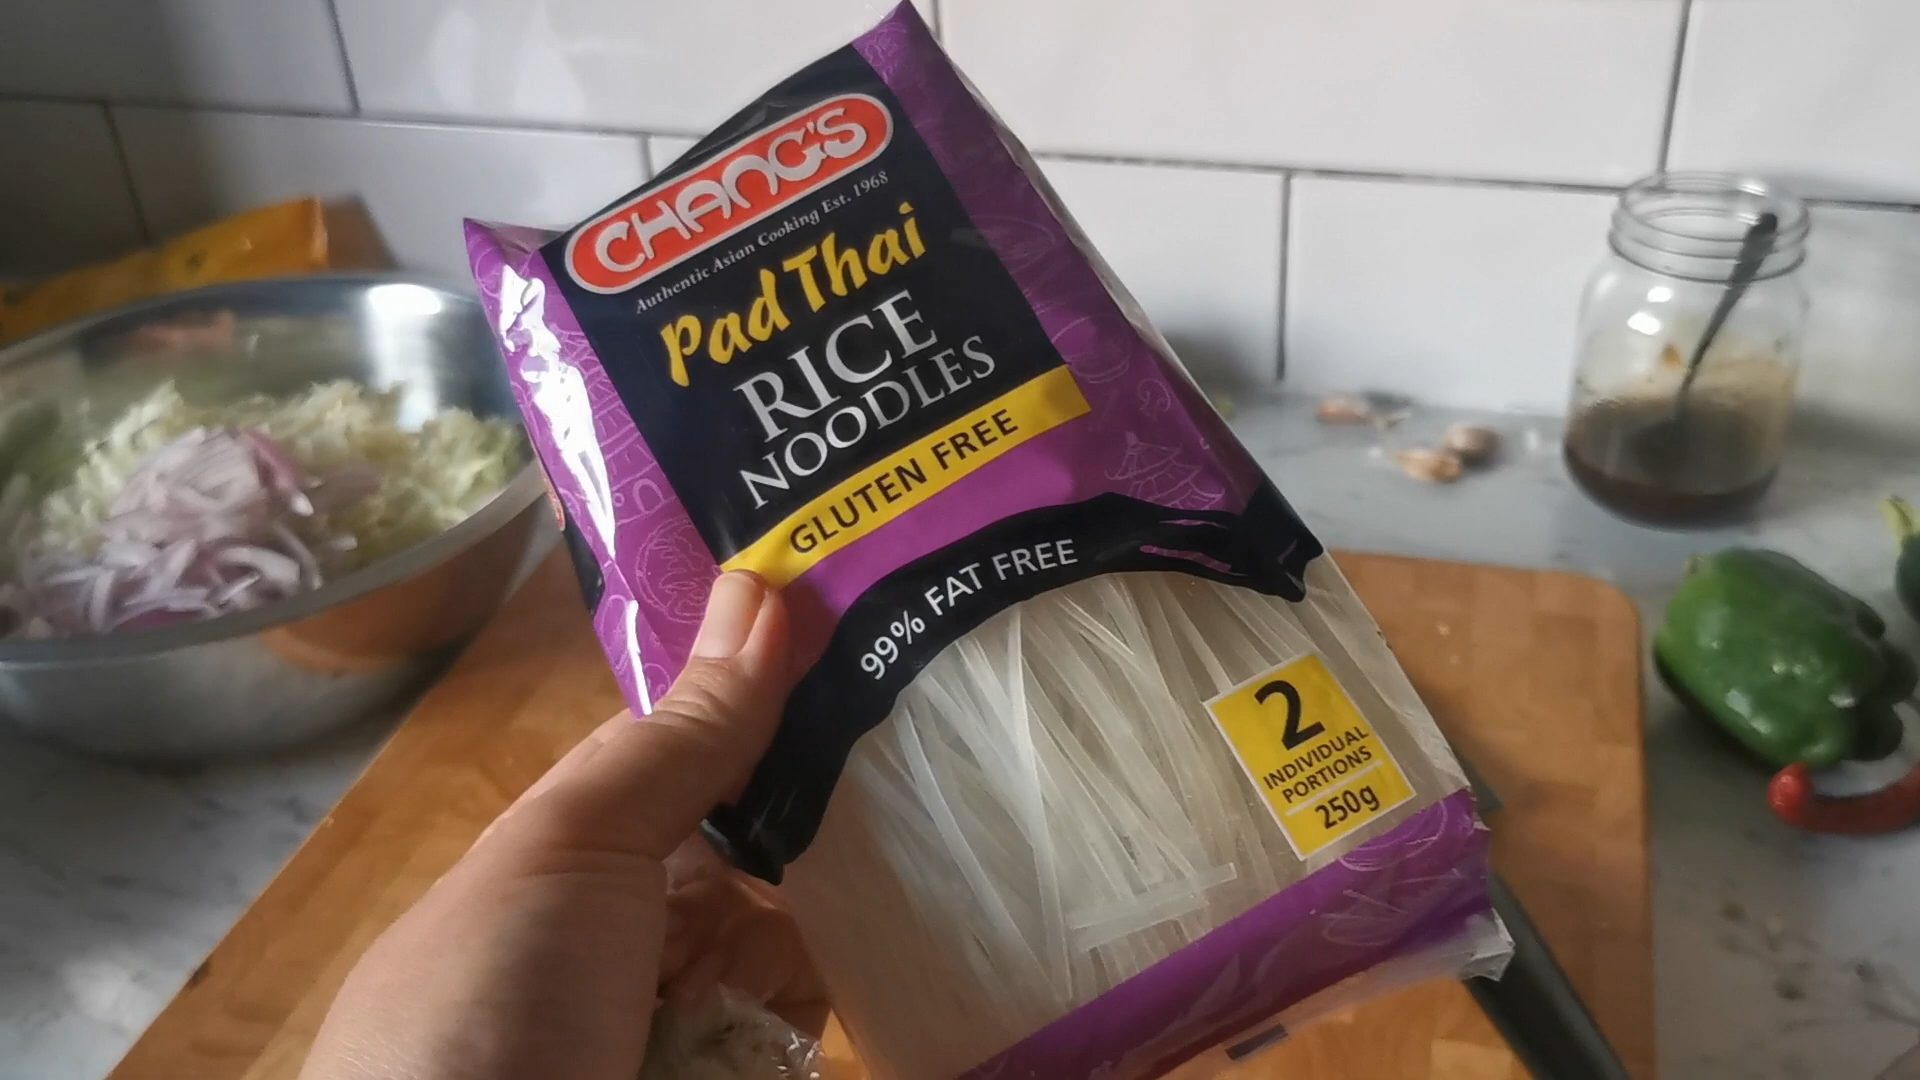 CHANG'S
Authentic Asian Cooking Est. 1968
Pad Thai
RICE
NOODLES
GLUTEN FREE
99% FAT FREE
2
INDIVIDUAL
PORTIONS
250g